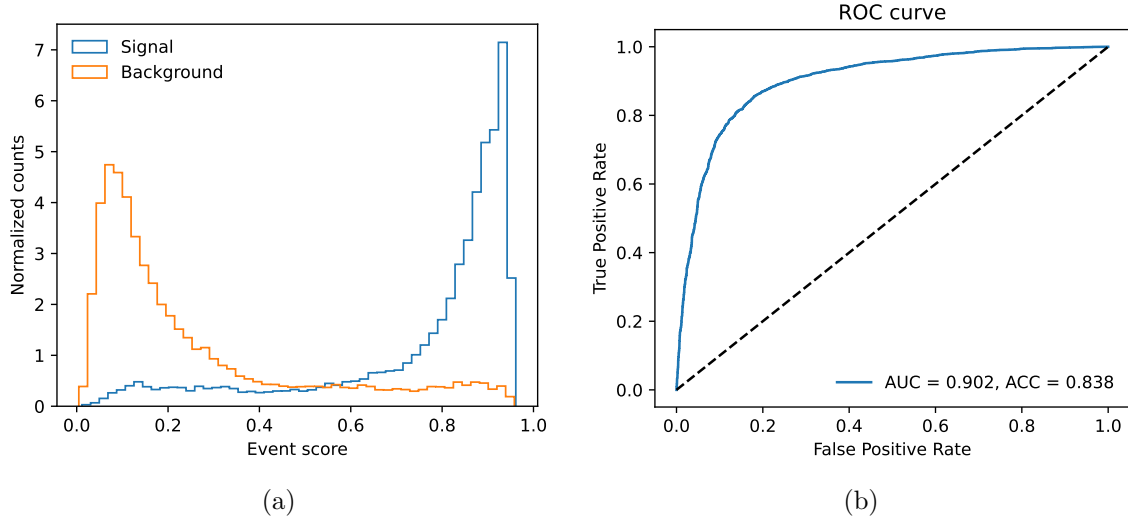 Signal
Background
7
6
5
4
3
2
1
0
Normalized counts
0.0 0.2 0.4 0.6 0.8 1.0
Event score
(a)
ROC curve
1.0
0.8
0.6
0.4
0.2
0.0
True Positive Rate
AUC = 0.902, ACC = 0.838
0.0 0.2 0.4 0.6 0.8 1.0
False Positive Rate
(b)